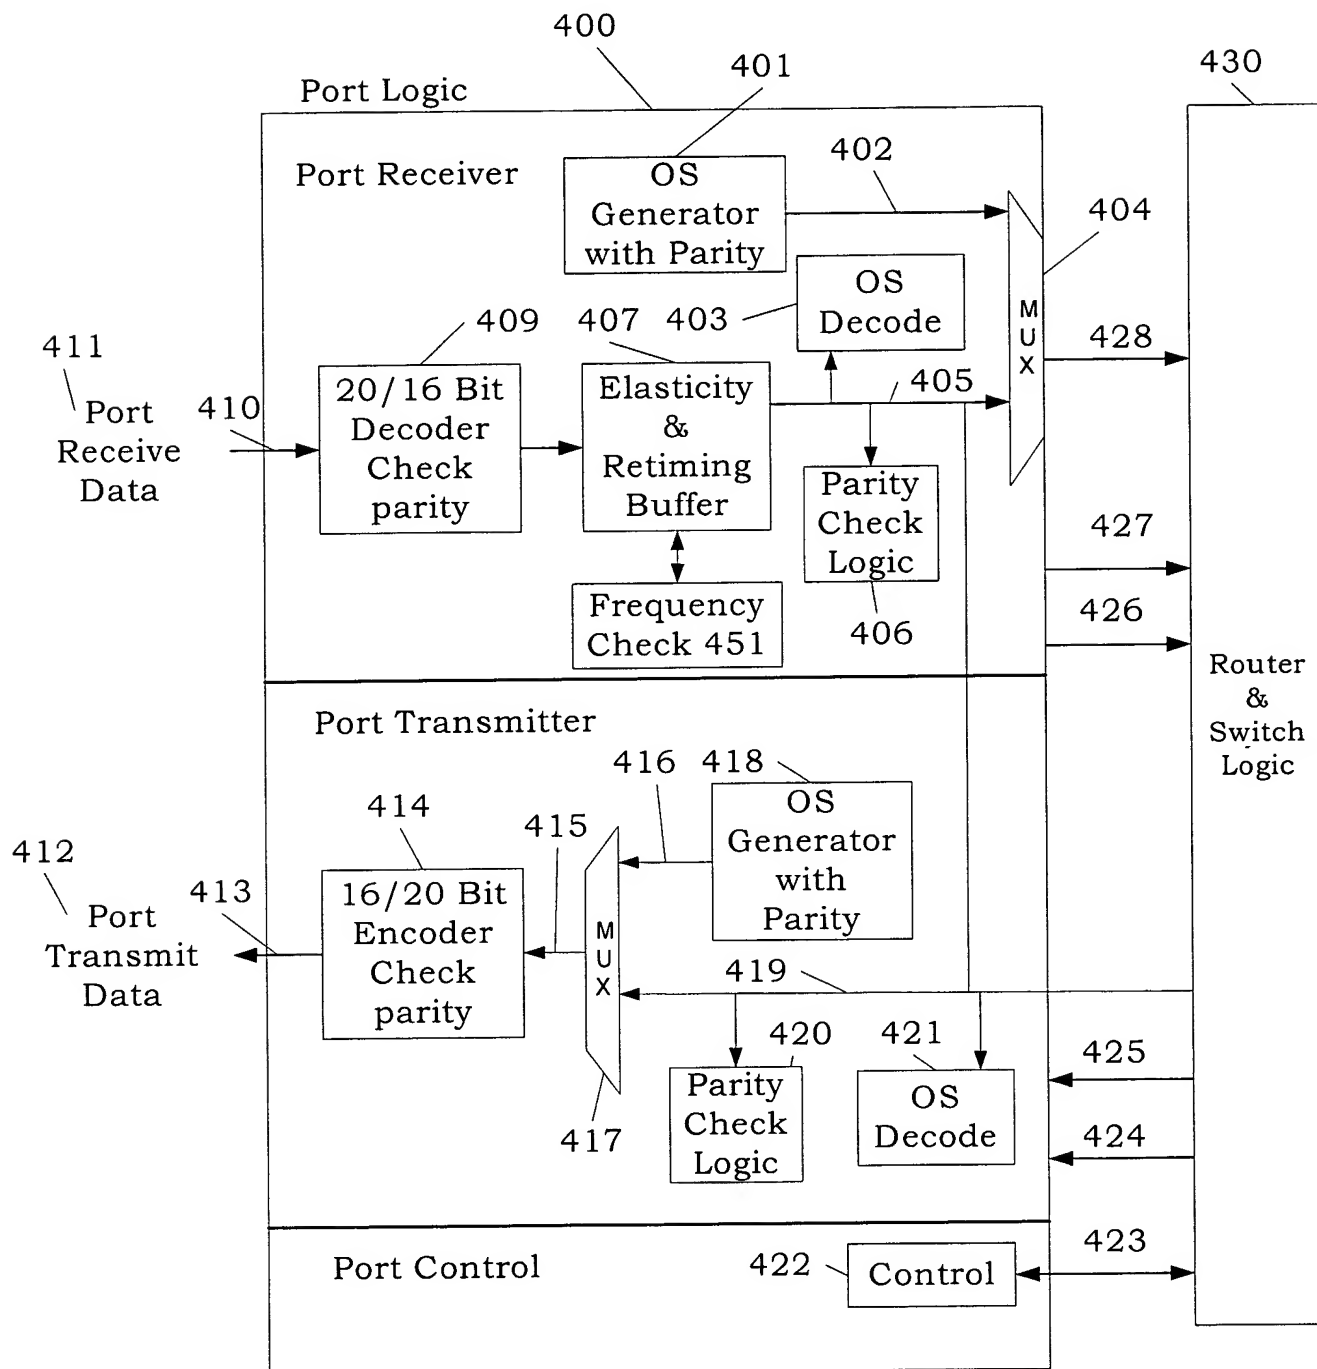 400
401
430
Port Logic
Port Receiver
OS
Generator
with Parity
402
404
OS
Decode
403
MUX
409
407
428
411
Port
Receive
Data
410
20/16 Bit
Decoder
Check
parity
Elasticity
&
Retiming
Buffer
405
Parity
Check
Logic
406
427
Frequency
Check 451
426
Router
&
Switch
Logic
Port Transmitter
416
418
OS
Generator
with
Parity
414
415
412
Port
Transmit
Data
413
16/20 Bit
Encoder
Check
parity
MUX
419
417
420
Parity
Check
Logic
421
OS
Decode
425
424
Port Control
422
Control
423